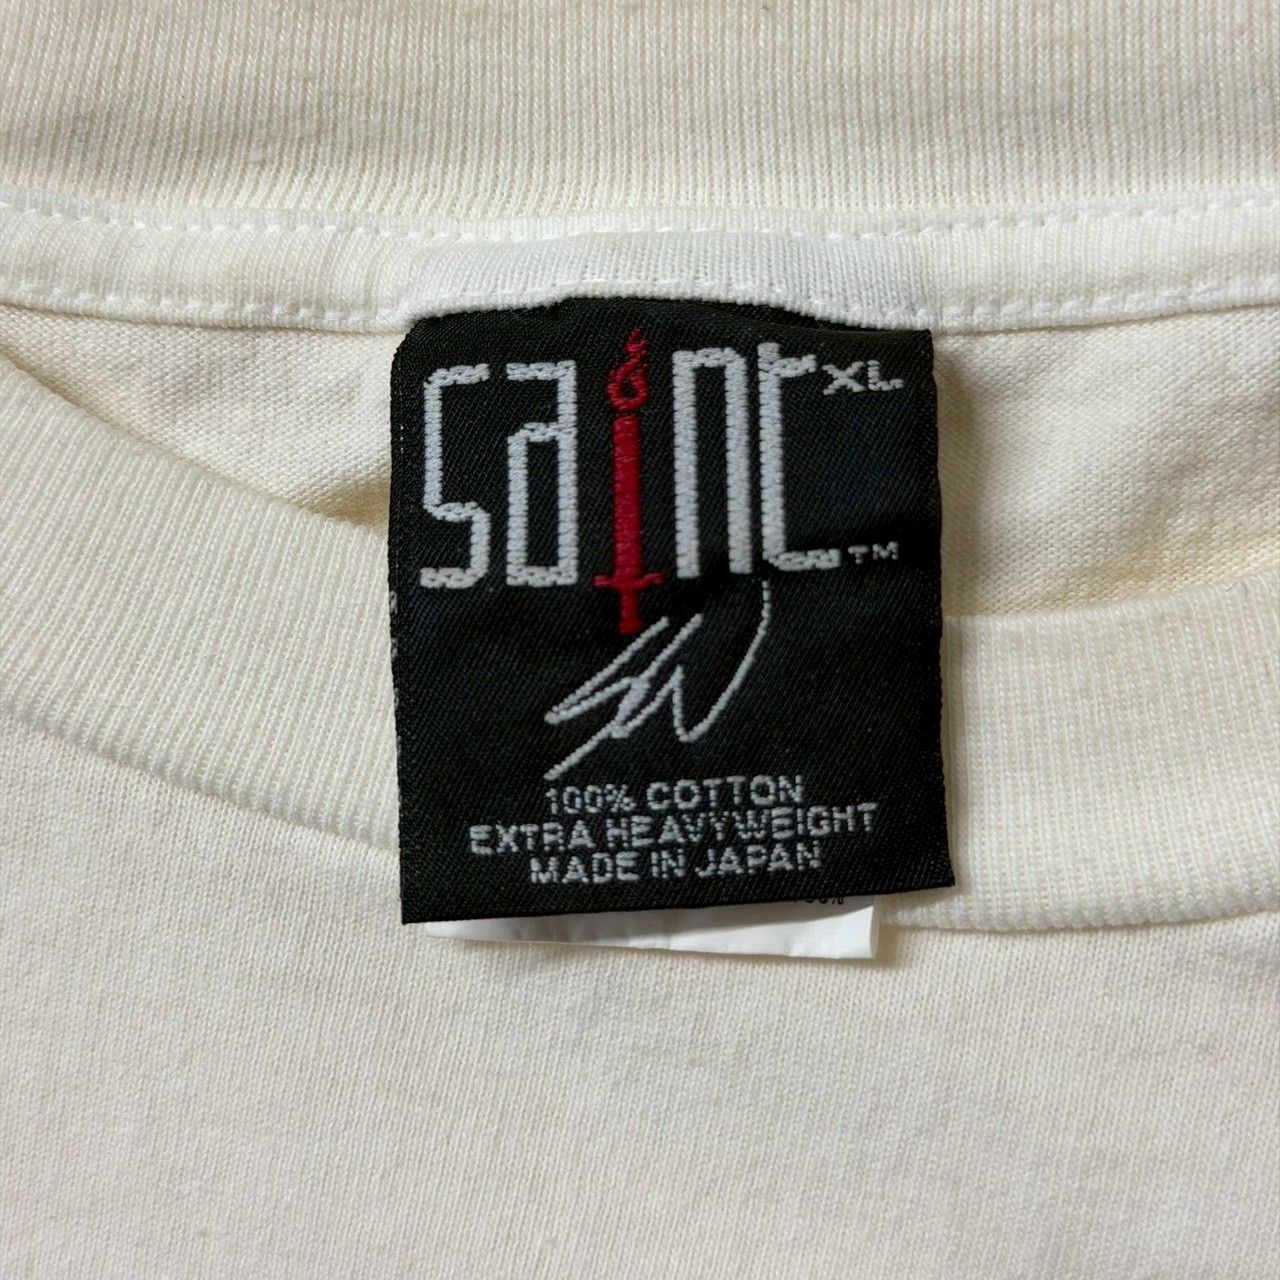 saint XL
TM
100% COTTON
EXTRA HEAVYWEIGHT
MADE IN JAPAN